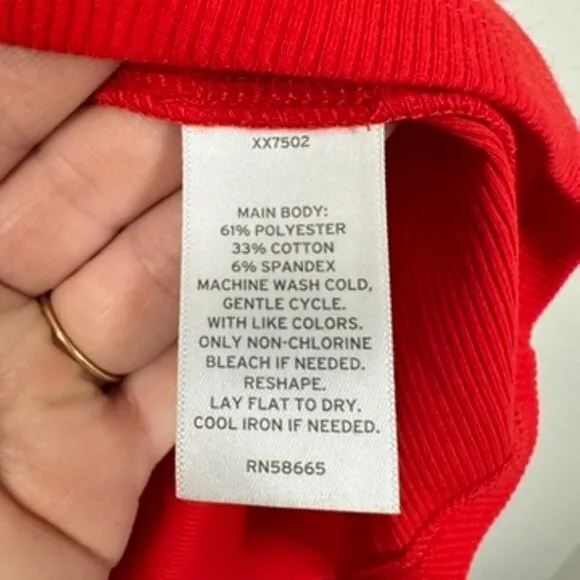 XX7502
MAIN BODY:
61% POLYESTER
33% COTTON
6% SPANDEX
MACHINE WASH COLD,
GENTLE CYCLE.
WITH LIKE COLORS.
ONLY NON-CHLORINE
BLEACH IF NEEDED.
RESHAPE.
LAY FLAT TO DRY.
COOL IRON IF NEEDED.
RN58665